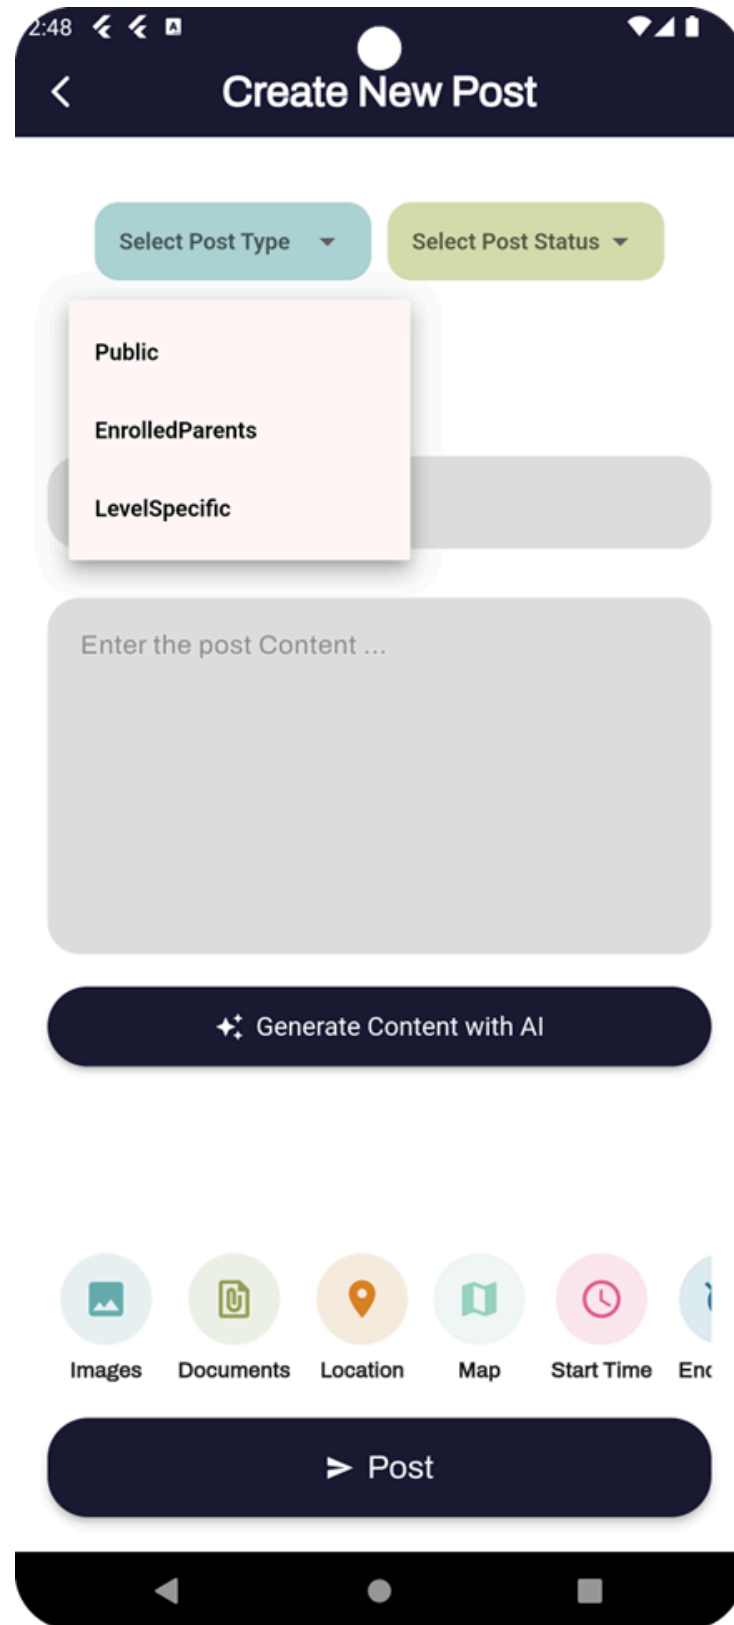 2:48
Create New Post
Select Post Type
Select Post Status
Public
EnrolledParents
LevelSpecific
Enter the post Content ...
Generate Content with AI
Images
Documents
Location
Map
Start Time
Post